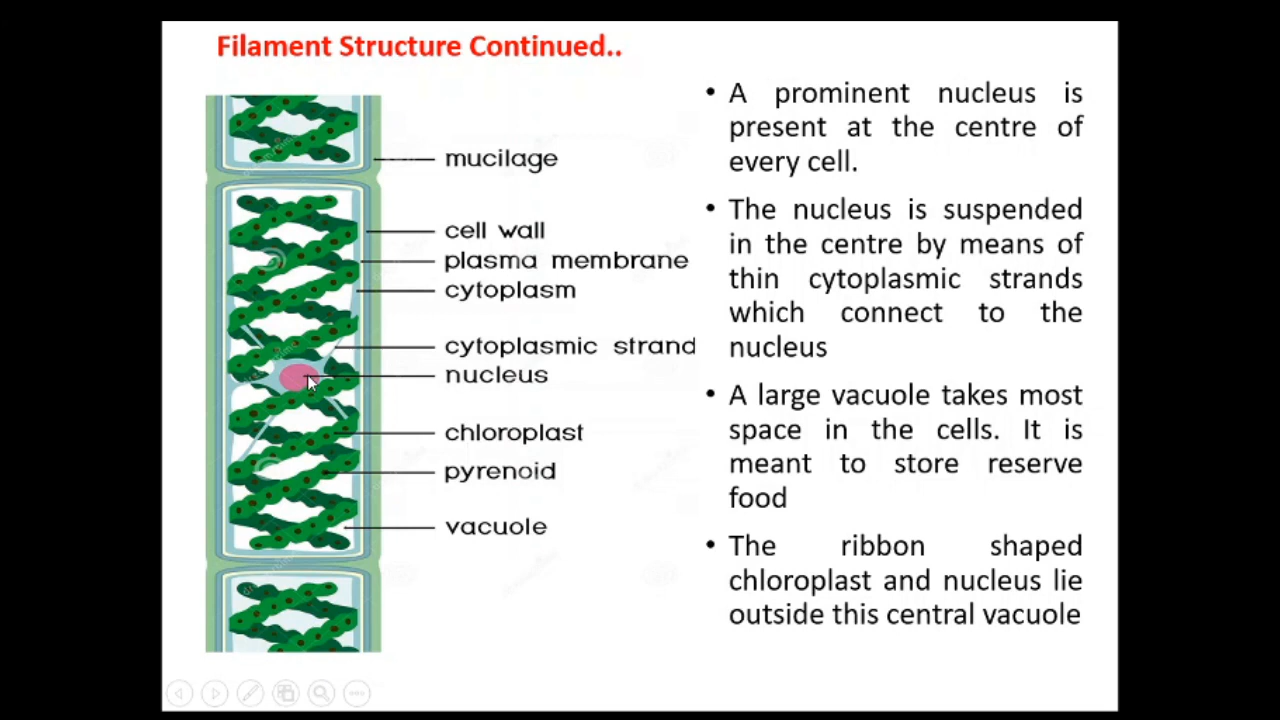 Filament Structure Continued..
mucilage
cell wall
plasma membrane
cytoplasm
cytoplasmic strand
nucleus
chloroplast
pyrenoid
vacuole
• A prominent nucleus is
present at the centre of
every cell.
• The nucleus is suspended
in the centre by means of
thin cytoplasmic strands
which connect to the
nucleus
• A large vacuole takes most
space in the cells. It is
meant to store reserve
food
• The ribbon shaped
chloroplast and nucleus lie
outside this central vacuole